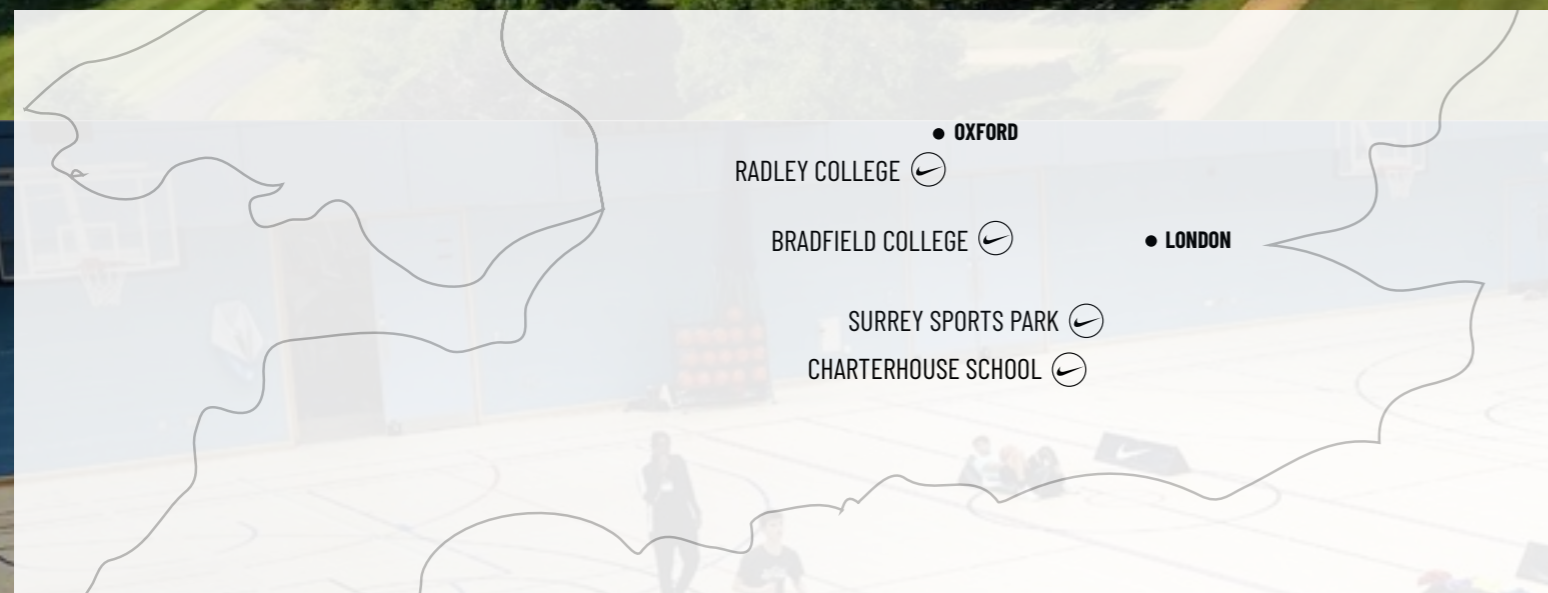 OXFORD
RADLEY COLLEGE
BRADFIELD COLLEGE
LONDON
SURREY SPORTS PARK
CHARTERHOUSE SCHOOL